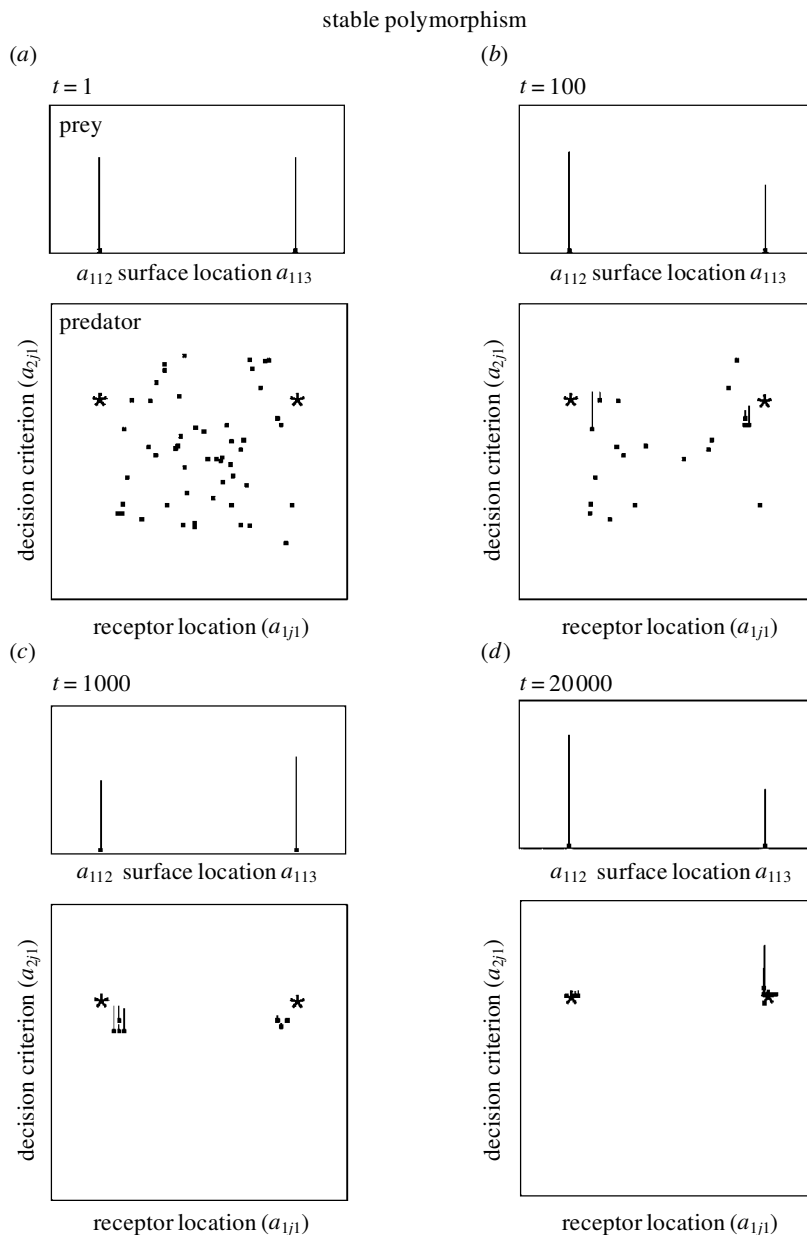 stable polymorphism
(a)
t = 1
prey
a112 surface location a113
predator
decision criterion (a2j1)
receptor location (a1j1)
(b)
t = 100
a112 surface location a113
decision criterion (a2j1)
receptor location (a1j1)
(c)
t = 1000
a112 surface location a113
decision criterion (a2j1)
receptor location (a1j1)
(d)
t = 20 000
a112 surface location a113
decision criterion (a2j1)
receptor location (a1j1)